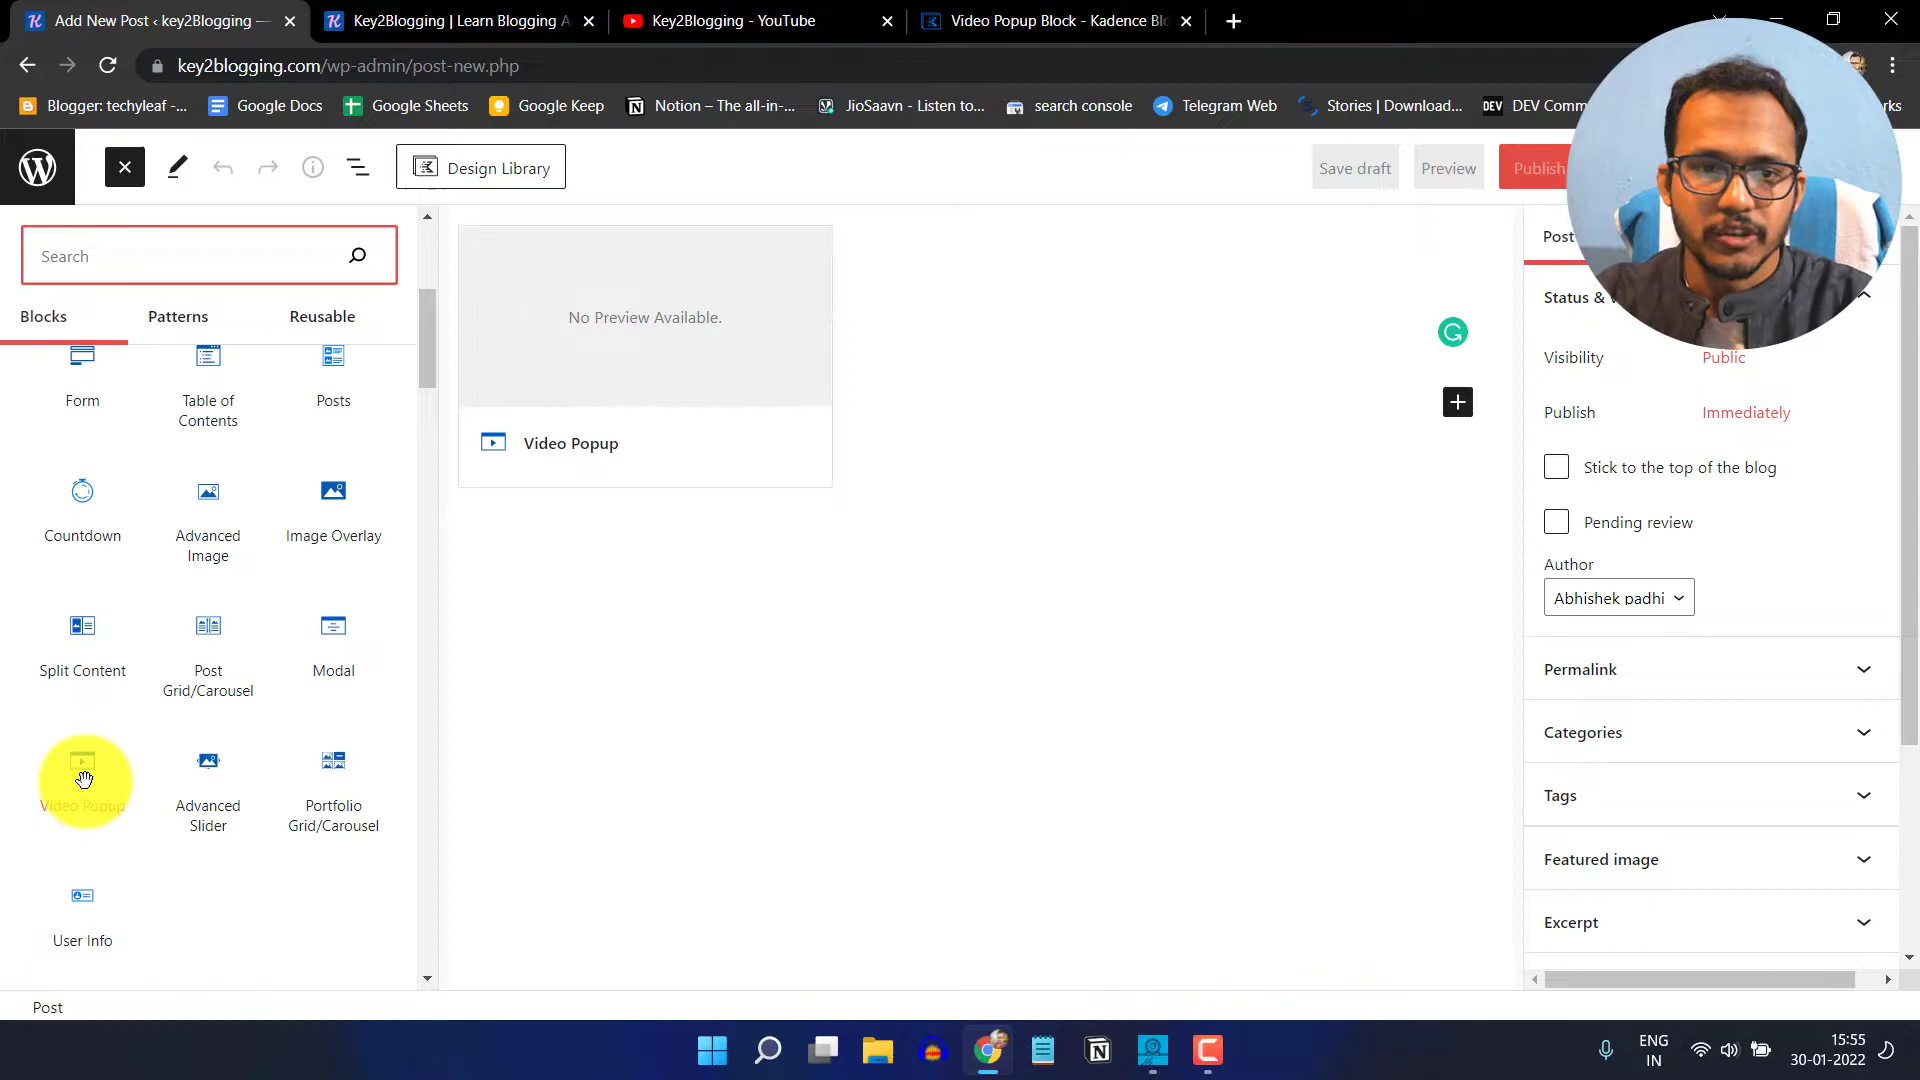 Add New Post ‹ key2Blogging —
Key2Blogging | Learn Blogging A
Key2Blogging - YouTube
Video Popup Block - Kadence Blo
key2blogging.com/wp-admin/post-new.php
Blogger: techyleaf -...
Google Docs
Google Sheets
Google Keep
Notion – The all-in-...
JioSaavn - Listen to...
search console
Telegram Web
Stories | Download...
DEV
DEV Comm
rks
Design Library
Save draft
Preview
Publish
Search
Blocks
Patterns
Reusable
Form
Table of
Contents
Posts
Countdown
Advanced
Image
Image Overlay
Split Content
Post
Grid/Carousel
Modal
Video Popup
Advanced
Slider
Portfolio
Grid/Carousel
User Info
No Preview Available.
Video Popup
Post
Status &
Visibility
Public
Publish
Immediately
Stick to the top of the blog
Pending review
Author
Abhishek padhi
Permalink
Categories
Tags
Featured image
Excerpt
Post
ENG
IN
15:55
30-01-2022